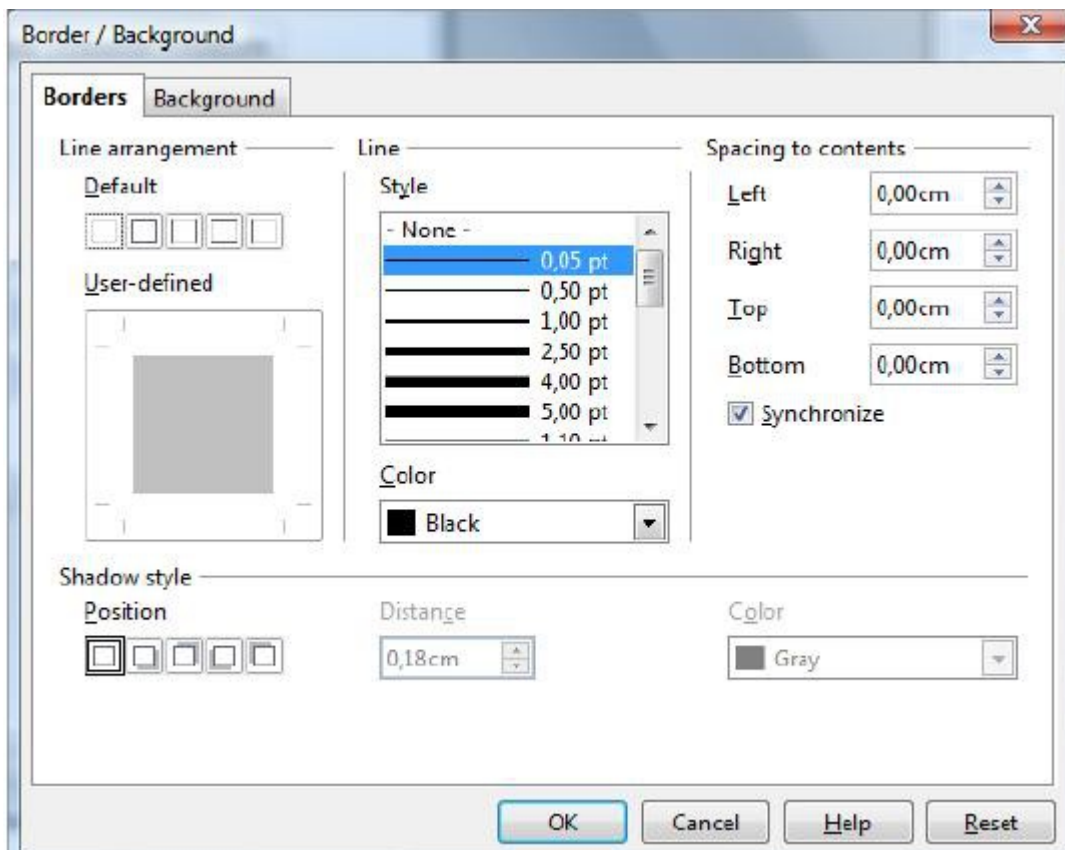 Border / Background
Borders Background
Line arrangement
Default
User-defined
Line
Style
- None -
0,05 pt
0,50 pt
1,00 pt
2,50 pt
4,00 pt
5,00 pt
1,10 pt
Color
Black
Spacing to contents
Left 0,00cm
Right 0,00cm
Top 0,00cm
Bottom 0,00cm
Synchronize
Shadow style
Position
Distance
0,18cm
Color
Gray
OK Cancel Help Reset